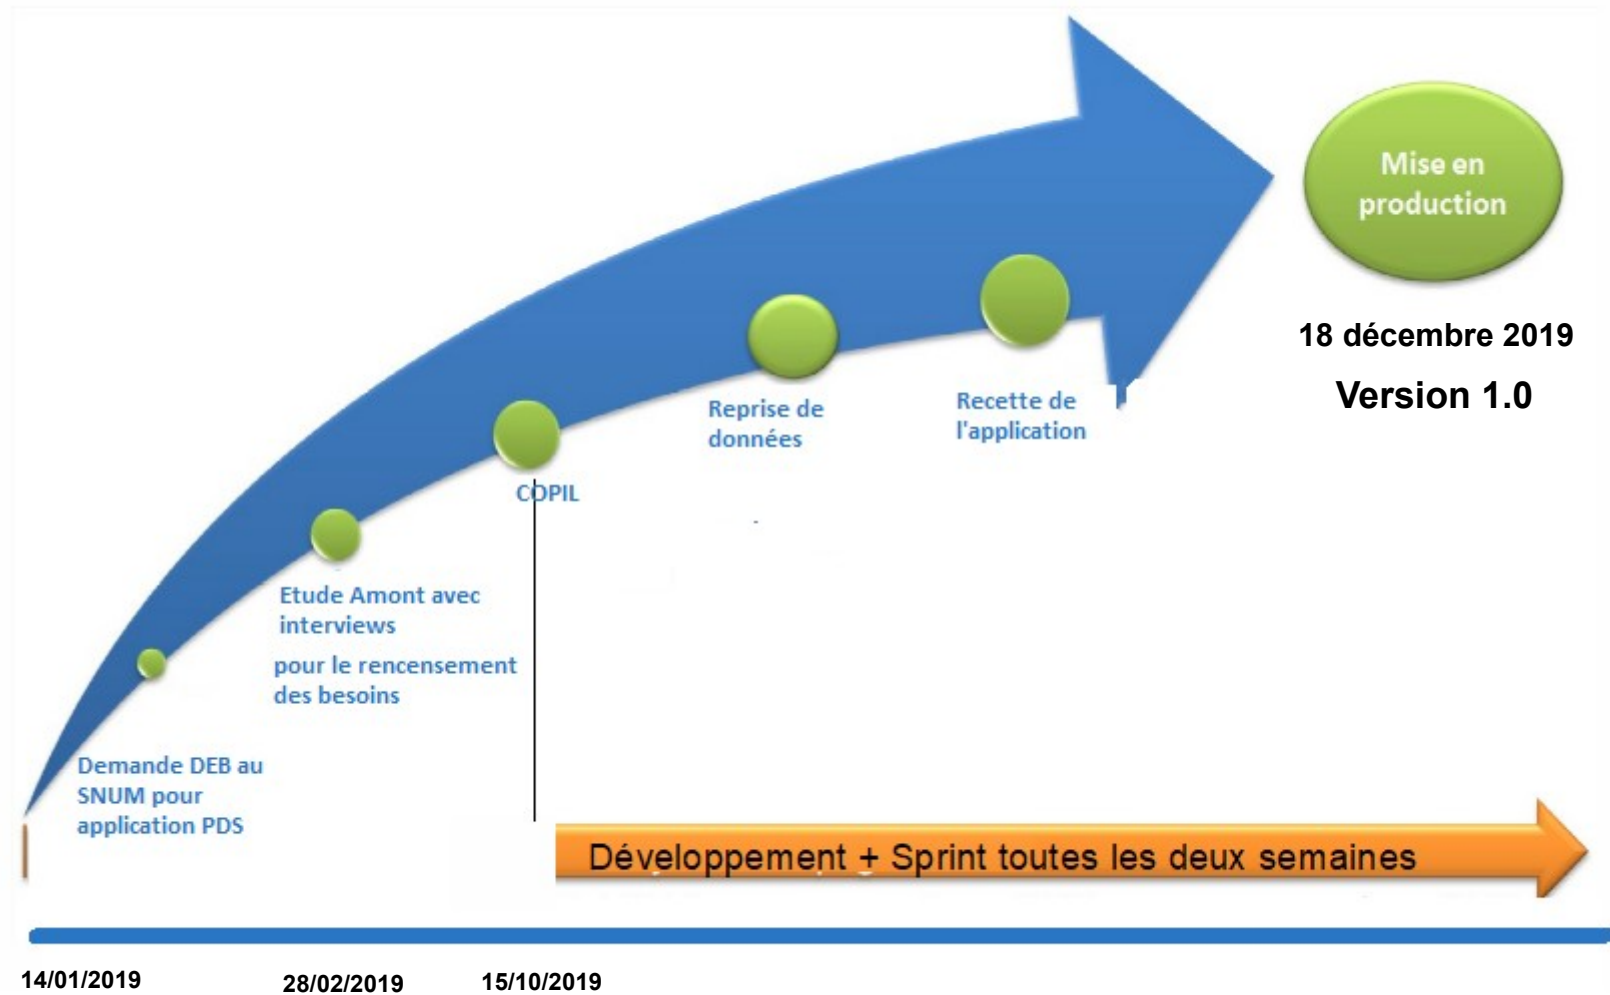 Mise en
production
18 décembre 2019
Version 1.0
Reprise de
données
Recette de
l'application
COPIL
Etude Amont avec
interviews
pour le rencensement
des besoins
Demande DEB au
SNUM pour
application PDS
Développement + Sprint toutes les deux semaines
14/01/2019
28/02/2019
15/10/2019